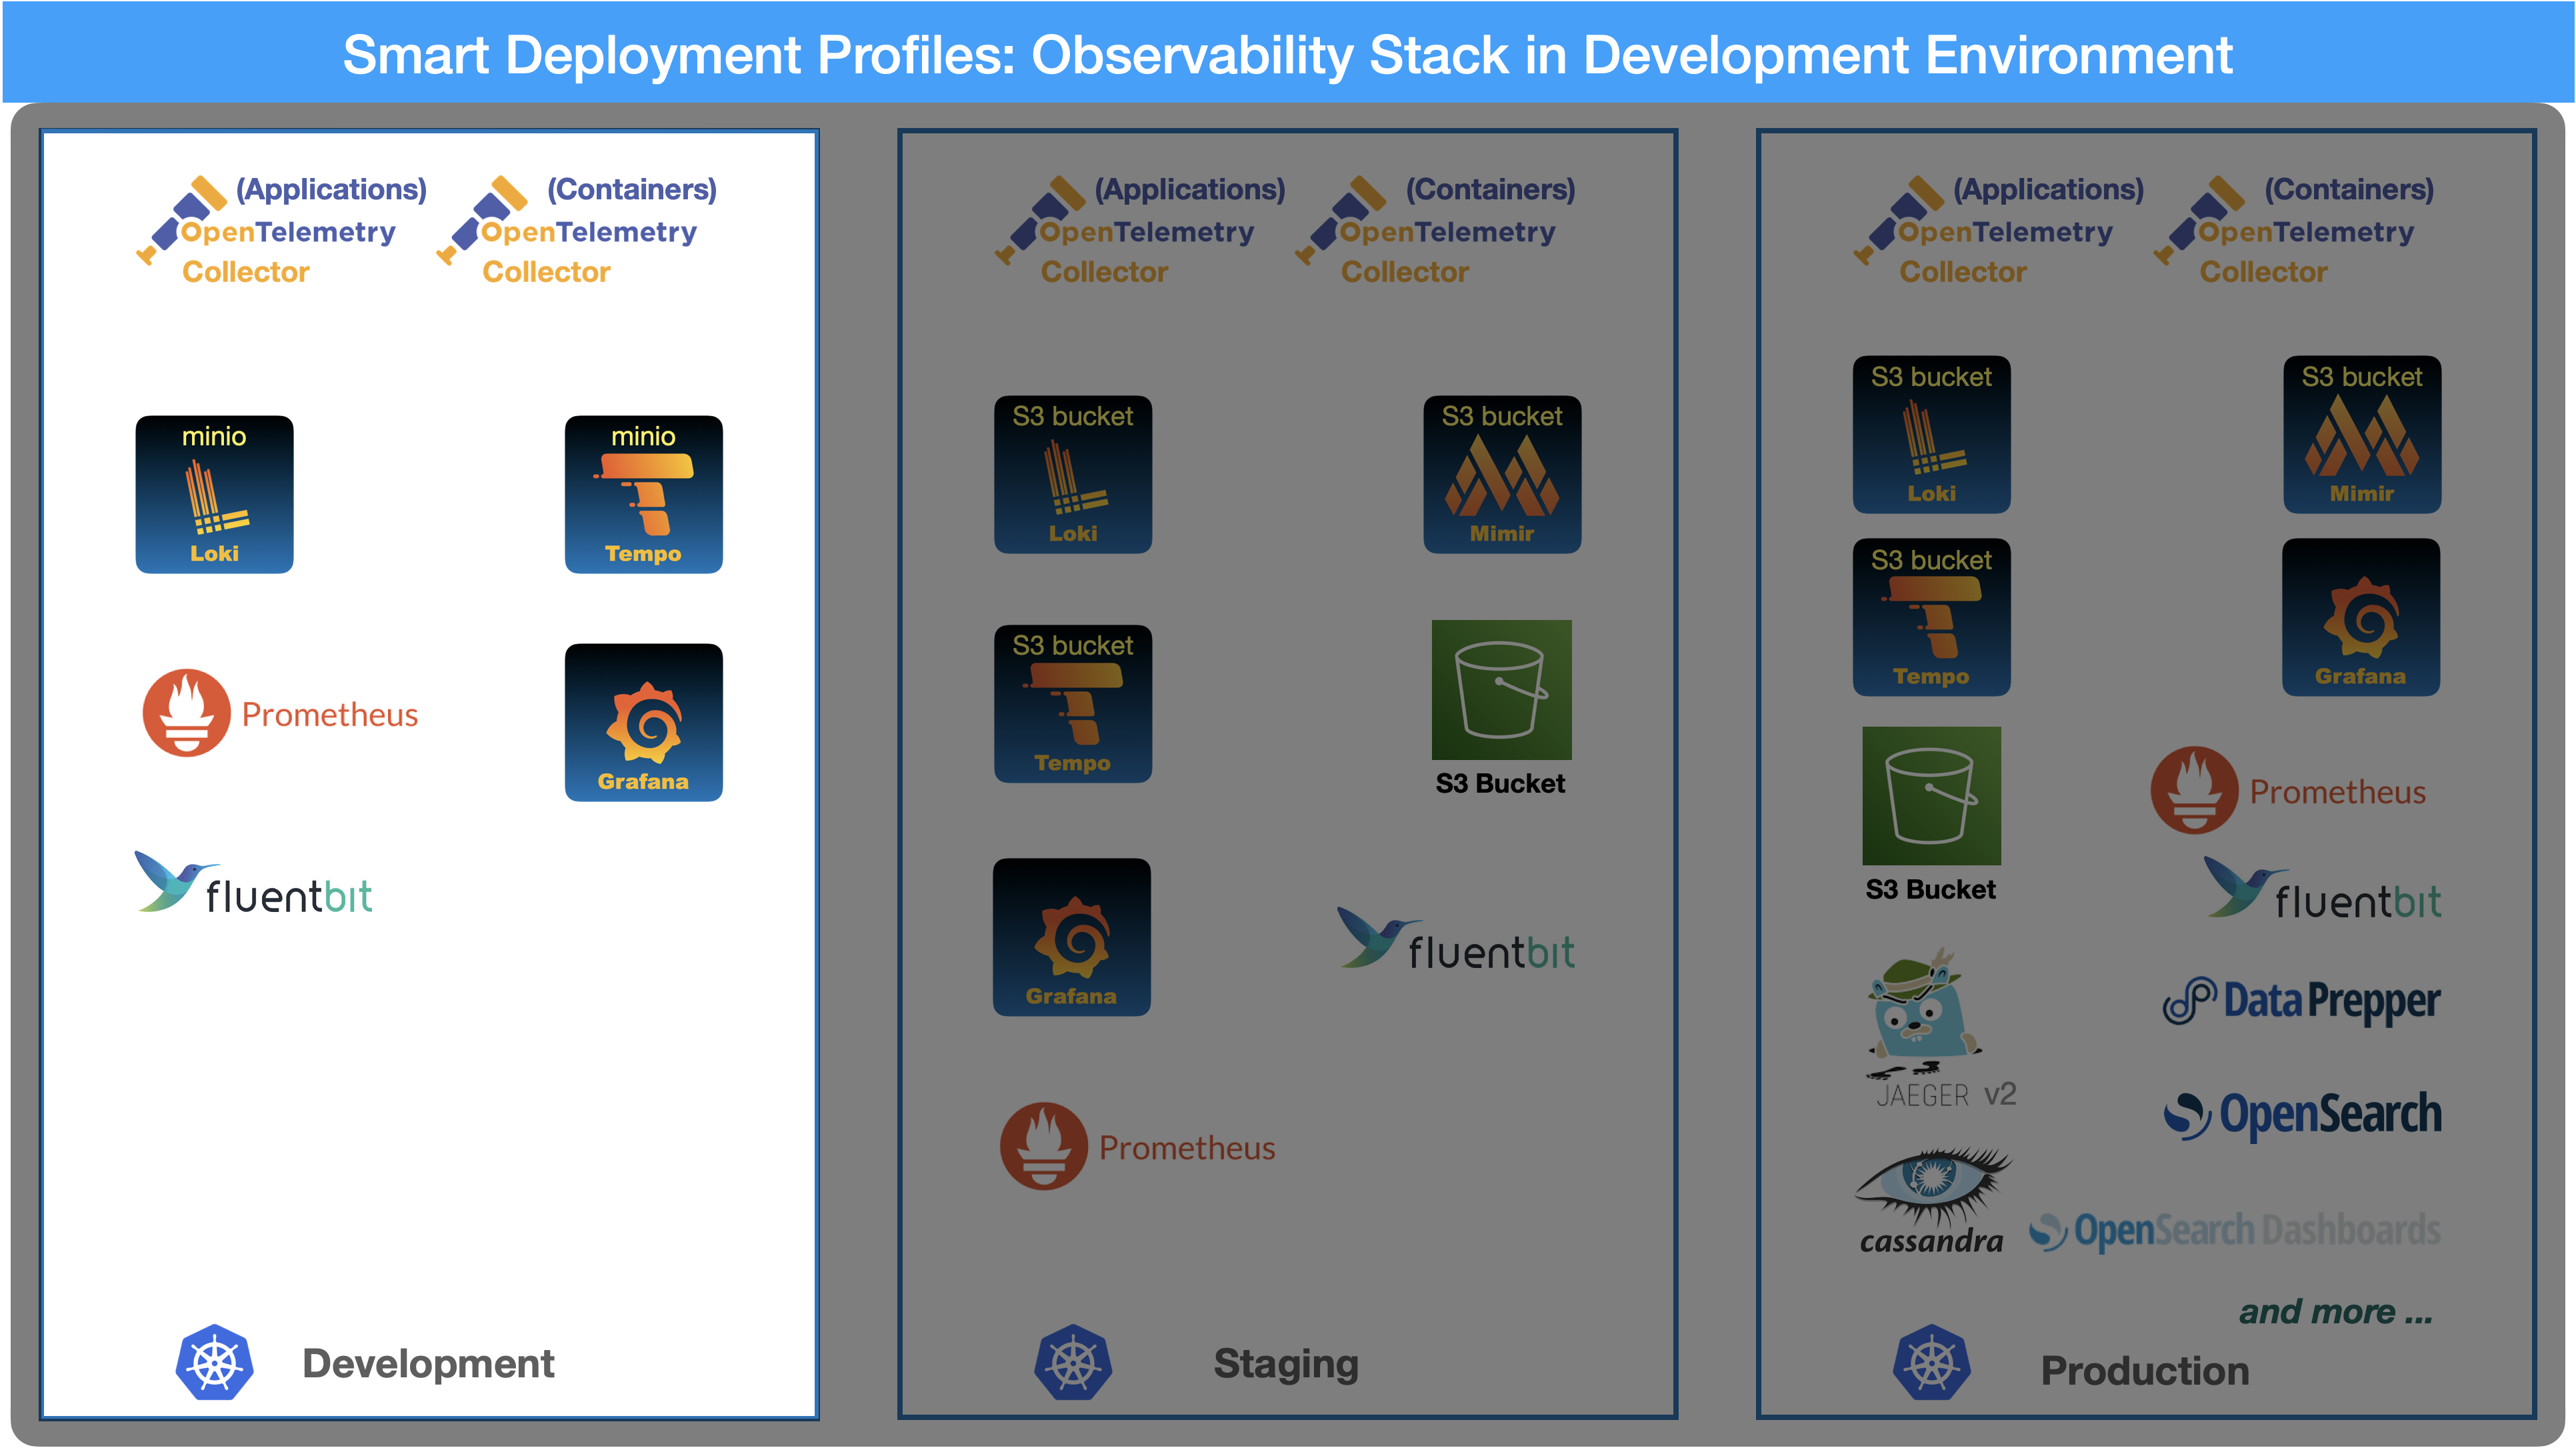 Smart Deployment Profiles: Observability Stack in Development Environment
(Applications)
OpenTelemetry
Collector
(Containers)
OpenTelemetry
Collector
minio
Loki
minio
Tempo
Prometheus
Grafana
fluentbit
Development
(Applications)
OpenTelemetry
Collector
(Containers)
OpenTelemetry
Collector
S3 bucket
Loki
S3 bucket
Mimir
S3 bucket
Tempo
S3 Bucket
Grafana
fluentbit
Prometheus
Staging
(Applications)
OpenTelemetry
Collector
(Containers)
OpenTelemetry
Collector
S3 bucket
Loki
S3 bucket
Mimir
S3 bucket
Tempo
Grafana
S3 Bucket
Prometheus
fluentbit
JAEGER v2
Data Prepper
OpenSearch
cassandra
OpenSearch Dashboards
and more ...
Production